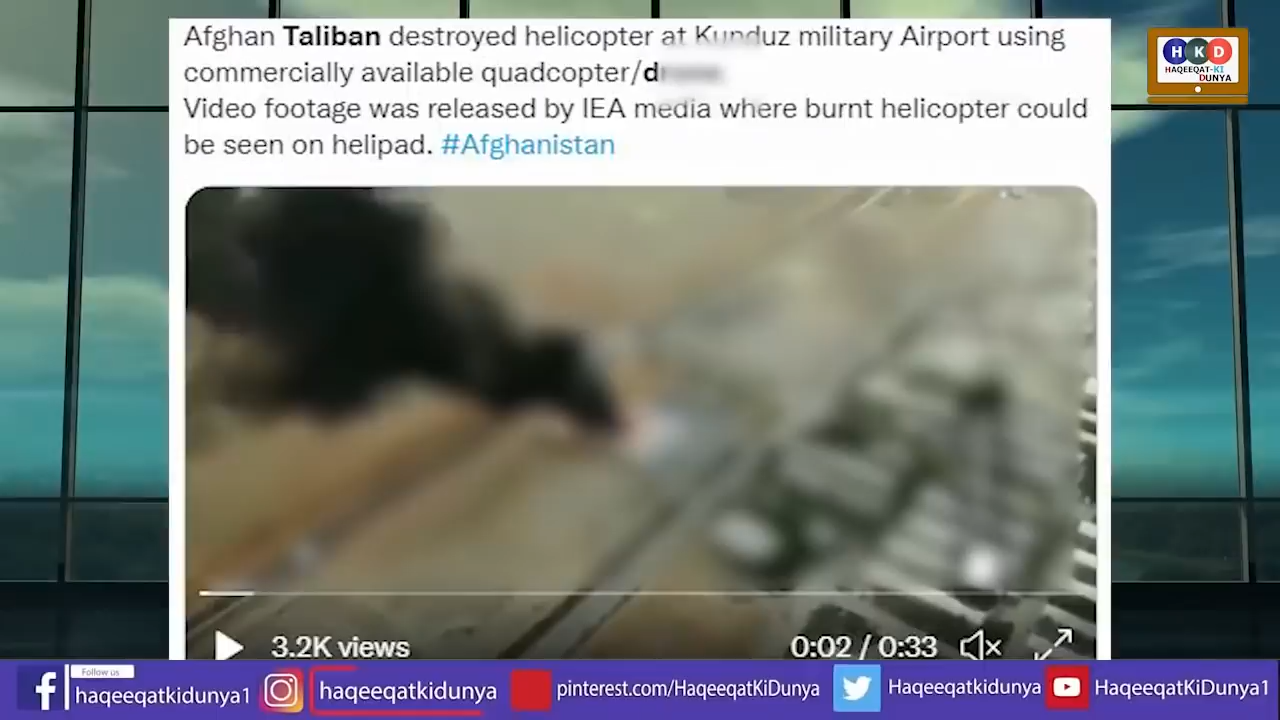 Afghan Taliban destroyed helicopter at Kunduz military Airport using
commercially available quadcopter/
Video footage was released by IEA media where burnt helicopter could
be seen on helipad. #Afghanistan
HKD
HAQEEQAT-KI
DUNYA
3.2K views
0:02 / 0:33
Follow us
haqeeqatkidunya1
haqeeqatkidunya
pinterest.com/HaqeeqatKiDunya
Haqeeqatkidunya
HaqeeqatKiDunya1